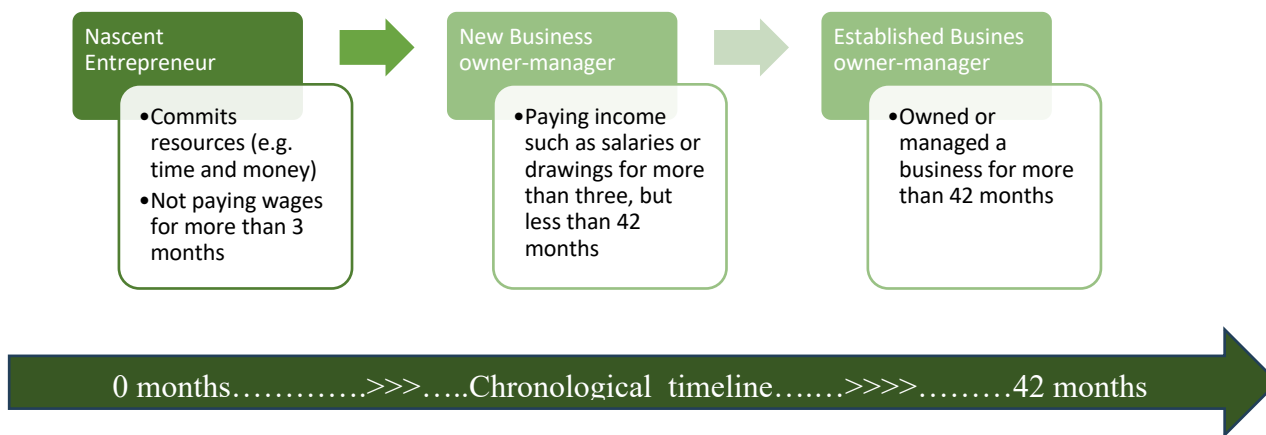 Nascent
Entrepreneur
•Commits
resources (e.g.
time and money)
•Not paying wages
for more than 3
months
New Business
owner-manager
•Paying income
such as salaries or
drawings for more
than three, but
less than 42
months
Established Busines
owner-manager
•Owned or
managed a
business for more
than 42 months
0 months………….>>>…..Chronological timeline…..…>>>>………42 months